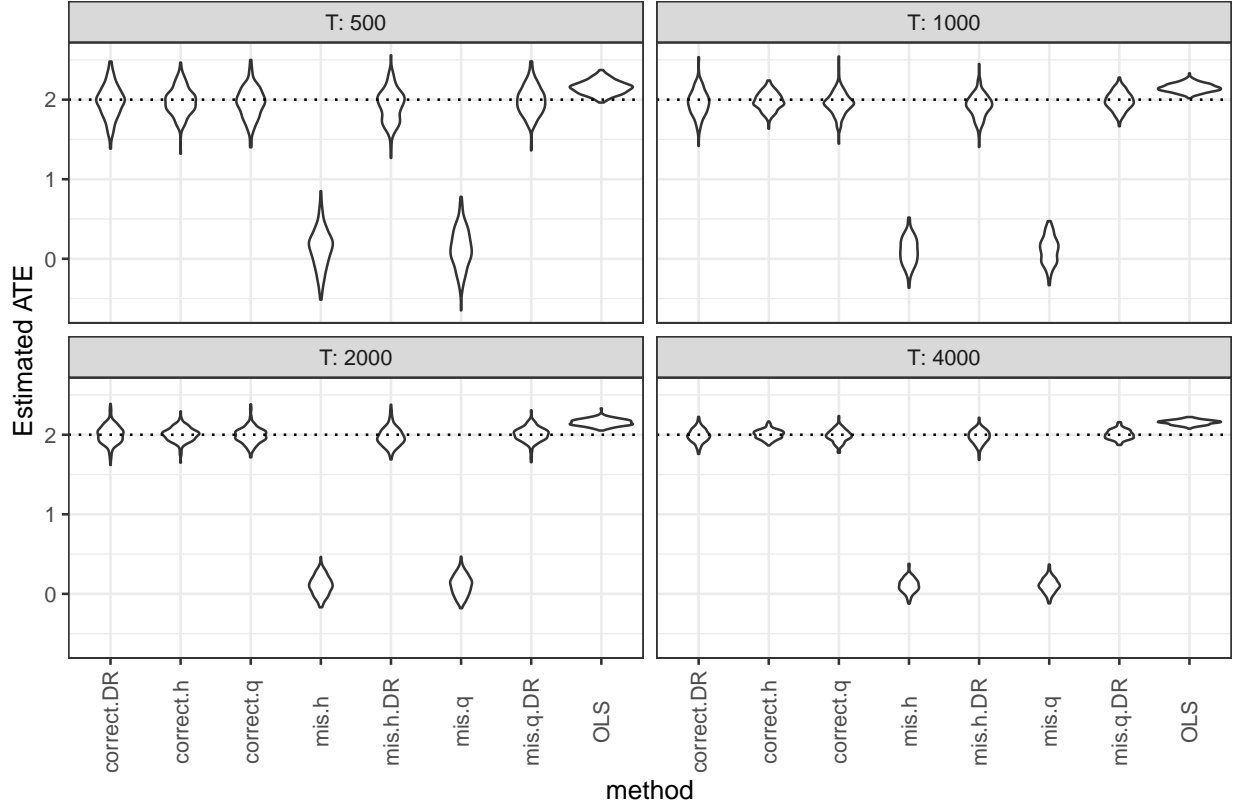 T: 500
T: 1000
2
1
0
T: 2000
T: 4000
2
1
0
Estimated ATE
correct.DR
correct.h
correct.q
mis.h
mis.h.DR
mis.q
mis.q.DR
OLS
correct.DR
correct.h
correct.q
mis.h
mis.h.DR
mis.q
mis.q.DR
OLS
method